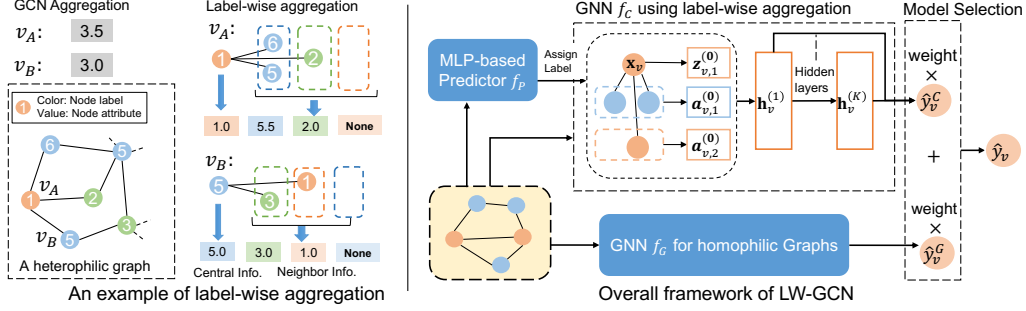 GCN Aggregation
v_A: 3.5
v_B: 3.0
1 Color: Node label
Value: Node attribute
6
5
v_A
1
2
v_B
5
3
A heterophilic graph
Label-wise aggregation
v_A:
6
1
2
5
1.0 5.5 2.0 None
v_B:
5
1
3
5.0 3.0 1.0 None
Central Info. Neighbor Info.
An example of label-wise aggregation
GNN f_C using label-wise aggregation
Model Selection
MLP-based
Predictor f_P
Assign
Label
x_v
z_{v,1}^{(0)}
a_{v,1}^{(0)}
a_{v,2}^{(0)}
h_v^{(1)}
Hidden
layers
h_v^{(K)}
weight
×
ŷ_v^C
+
ŷ_v
weight
×
ŷ_v^G
GNN f_G for homophilic Graphs
Overall framework of LW-GCN